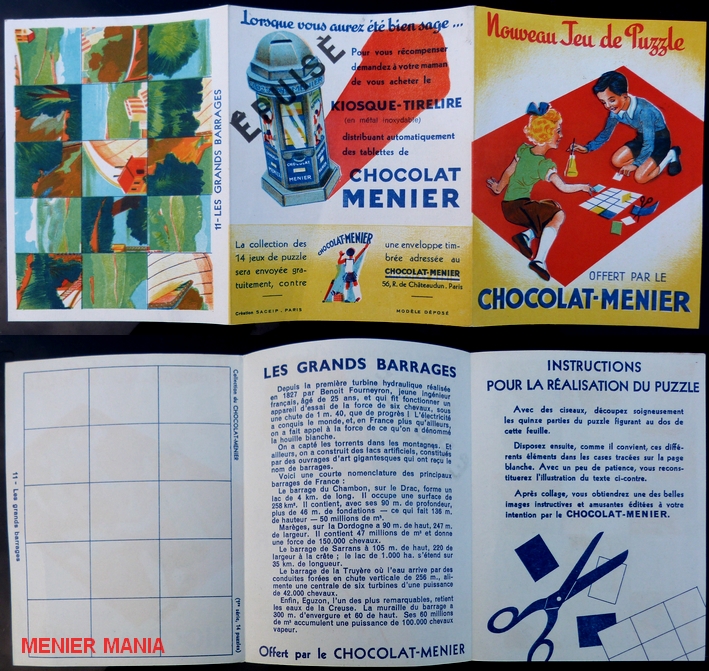 11-LES GRANDS BARRAGES
Lorsque vous aurez été bien sage ...
ÉPUISÉ
Pour vous récompenser
demandez à votre maman
de vous acheter le
KIOSQUE-TIRELIRE
(en métal inoxydable)
distribuant automatiquement
des tablettes de
CHOCOLAT
MENIER
CHOCOLAT
MENIER
La collection des
14 jeux de puzzle
sera envoyée gra-
tuitement, contre
CHOCOLAT-MENIER
une enveloppe tim-
brée adressée au
CHOCOLAT-MENIER
56, R. de Châteaudun. Paris
Création SACEIP - PARIS
MODÈLE DÉPOSÉ
Nouveau Jeu de Puzzle
OFFERT PAR LE
CHOCOLAT-MENIER
Collection du CHOCOLAT-MENIER
11 - Les grands barrages
(1re série, 14 puzzles)
MENIER MANIA
LES GRANDS BARRAGES
Depuis la première turbine hydraulique réalisée
en 1827 par Benoit Fourneyron, jeune ingénieur
français, âgé de 25 ans, et qui fit fonctionner un
appareil d'essai de la force de six chevaux, sous
une chute de 1 m. 40, que de progrès ! L'électricité
a conquis le monde, et, en France plus qu'ailleurs,
on a fait appel à la force de ce qu'on a dénommé
la houille blanche.
On a capté les torrents dans les montagnes. Et
ailleurs, on a construit des lacs artificiels, constitués
par des ouvrages d'art gigantesques qui ont reçu le
nom de barrages.
Voici une courte nomenclature des principaux
barrages de France :
Le barrage du Chambon, sur le Drac, forme un
lac de 4 km. de long. Il occupe une surface de
258 km². Il contient, avec ses 90 m. de profondeur,
plus de 46 m. de fondations — ce qui fait 136 m.
de hauteur — 50 millions de m³.
Marèges, sur la Dordogne a 90 m. de haut, 247 m.
de largeur. Il contient 47 millions de m³ et donne
une force de 150.000 chevaux.
Le barrage de Sarrans à 105 m. de haut, 220 de
largeur à la crête ; le lac de 1.000 ha. s'étend sur
35 km. de longueur.
Le barrage de la Truyère où l'eau arrive par des
conduites forées en chute verticale de 256 m., ali-
mente une centrale de six turbines d'une puissance
de 42.000 chevaux.
Enfin, Eguzon, l'un des plus remarquables, retient
les eaux de la Creuse. La muraille du barrage a
300 m. d'envergure et 60 de haut. Ses 60 millions de
m³ accumulent une puissance de 100.000 chevaux
vapeur.
Offert par le CHOCOLAT-MENIER
INSTRUCTIONS
POUR LA RÉALISATION DU PUZZLE
Avec des ciseaux, découpez soigneusement
les quinze parties du puzzle figurant au dos de
cette feuille.
Disposez ensuite, comme il convient, ces diffé-
rents éléments dans les cases tracées sur la page
blanche. Avec un peu de patience, vous recons-
tituerez l'illustration du texte ci-contre.
Après collage, vous obtiendrez une des belles
images instructives et amusantes éditées à votre
intention par le CHOCOLAT-MENIER.